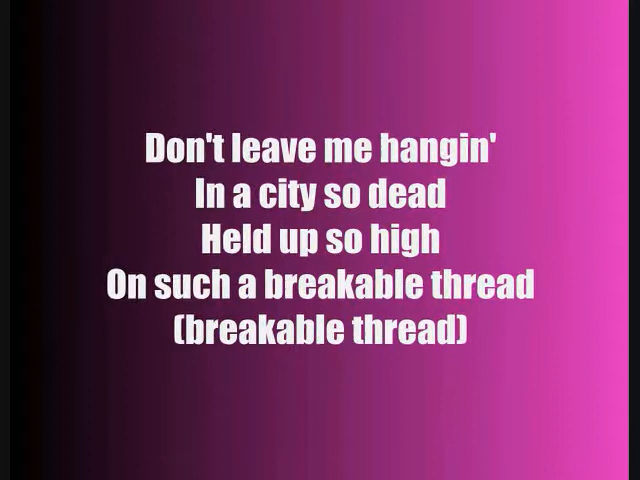 Don't leave me hangin'
In a city so dead
Held up so high
On such a breakable thread
(breakable thread)